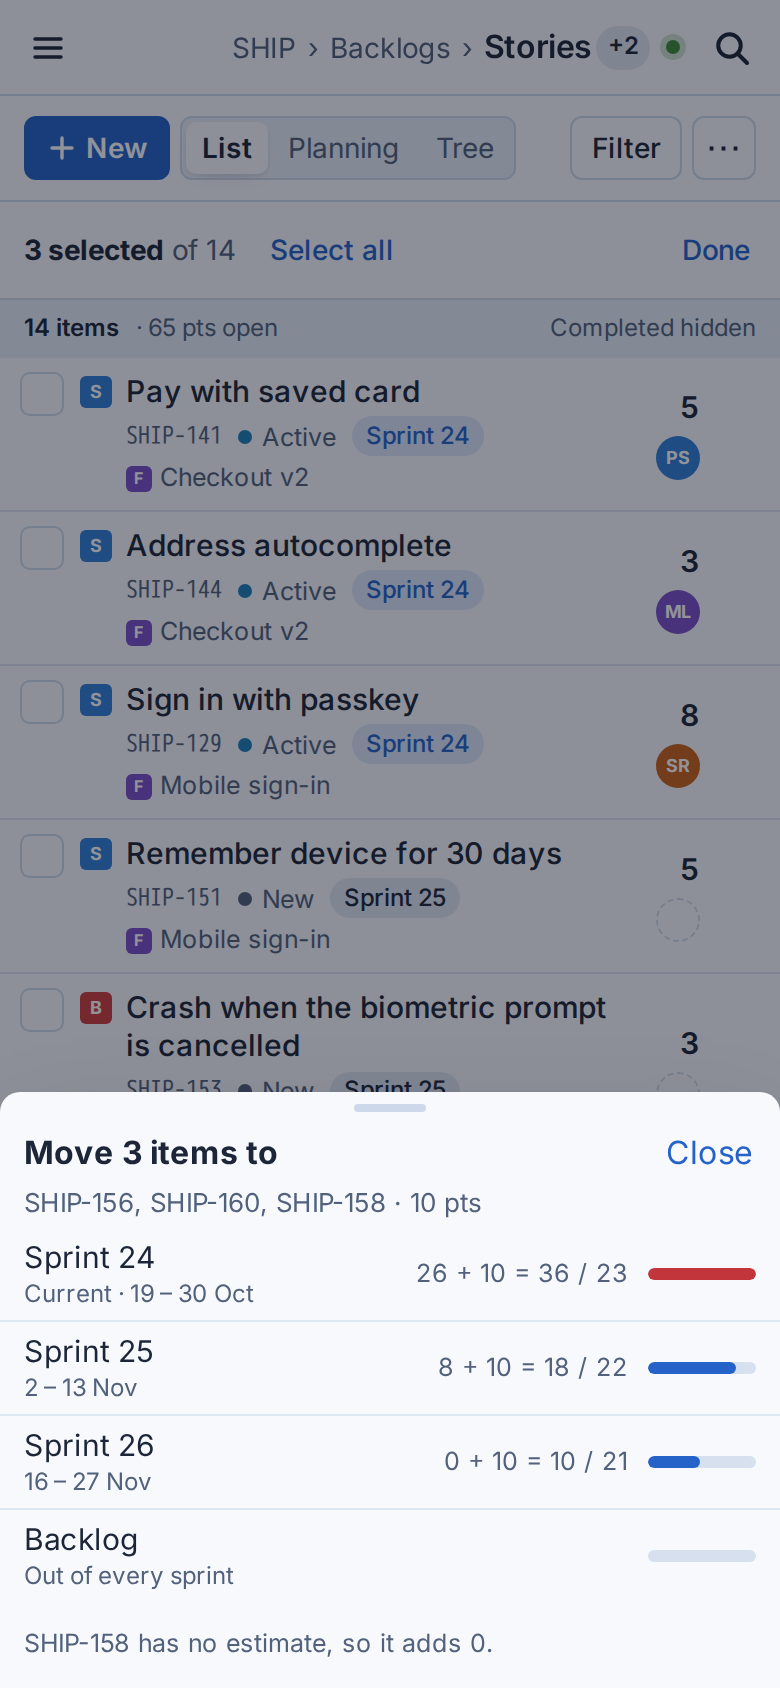 SHIP › Backlogs › Stories +2
+ New List Planning Tree Filter ···
3 selected of 14 Select all Done
14 items · 65 pts open Completed hidden
S Pay with saved card 5
SHIP-141 Active Sprint 24 PS
F Checkout v2
S Address autocomplete 3
SHIP-144 Active Sprint 24 ML
F Checkout v2
S Sign in with passkey 8
SHIP-129 Active Sprint 24 SR
F Mobile sign-in
S Remember device for 30 days 5
SHIP-151 New Sprint 25
F Mobile sign-in
B Crash when the biometric prompt
is cancelled 3
SHIP-153 New Sprint 25
Move 3 items to Close
SHIP-156, SHIP-160, SHIP-158 · 10 pts
Sprint 24 26 + 10 = 36 / 23
Current · 19 – 30 Oct
Sprint 25 8 + 10 = 18 / 22
2 – 13 Nov
Sprint 26 0 + 10 = 10 / 21
16 – 27 Nov
Backlog
Out of every sprint
SHIP-158 has no estimate, so it adds 0.